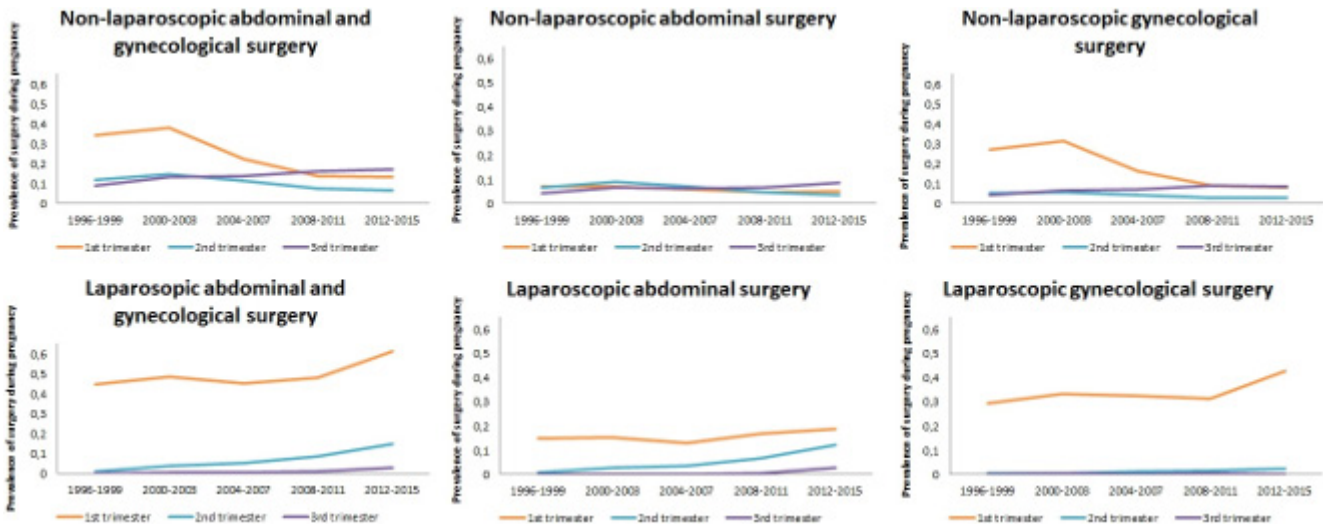 Non-laparoscopic abdominal and
gynecological surgery
Prevalence of surgery during pregnancy
0,6
0,5
0,4
0,3
0,2
0,1
0
1996-1999 2000-2003 2004-2007 2008-2011 2012-2015
1st trimester 2nd trimester 3rd trimester
Non-laparoscopic abdominal surgery
Prevalence of surgery during pregnancy
0,6
0,5
0,4
0,3
0,2
0,1
0
1996-1999 2000-2003 2004-2007 2008-2011 2012-2015
1st trimester 2nd trimester 3rd trimester
Non-laparoscopic gynecological
surgery
Prevalence of surgery during pregnancy
0,6
0,5
0,4
0,3
0,2
0,1
0
1996-1999 2000-2003 2004-2007 2008-2011 2012-2015
1st trimester 2nd trimester 3rd trimester
Laparosopic abdominal and
gynecological surgery
Prevalence of surgery during pregnancy
0,6
0,5
0,4
0,3
0,2
0,1
0
1996-1999 2000-2003 2004-2007 2008-2011 2012-2015
1st trimester 2nd trimester 3rd trimester
Laparoscopic abdominal surgery
Prevalence of surgery during pregnancy
0,6
0,5
0,4
0,3
0,2
0,1
0
1996-1999 2000-2003 2004-2007 2008-2011 2012-2015
1st trimester 2nd trimester 3rd trimester
Laparoscopic gynecological surgery
Prevalence of surgery during pregnancy
0,6
0,5
0,4
0,3
0,2
0,1
0
1996-1999 2000-2003 2004-2007 2008-2011 2012-2015
1st trimester 2nd trimester 3rd trimester